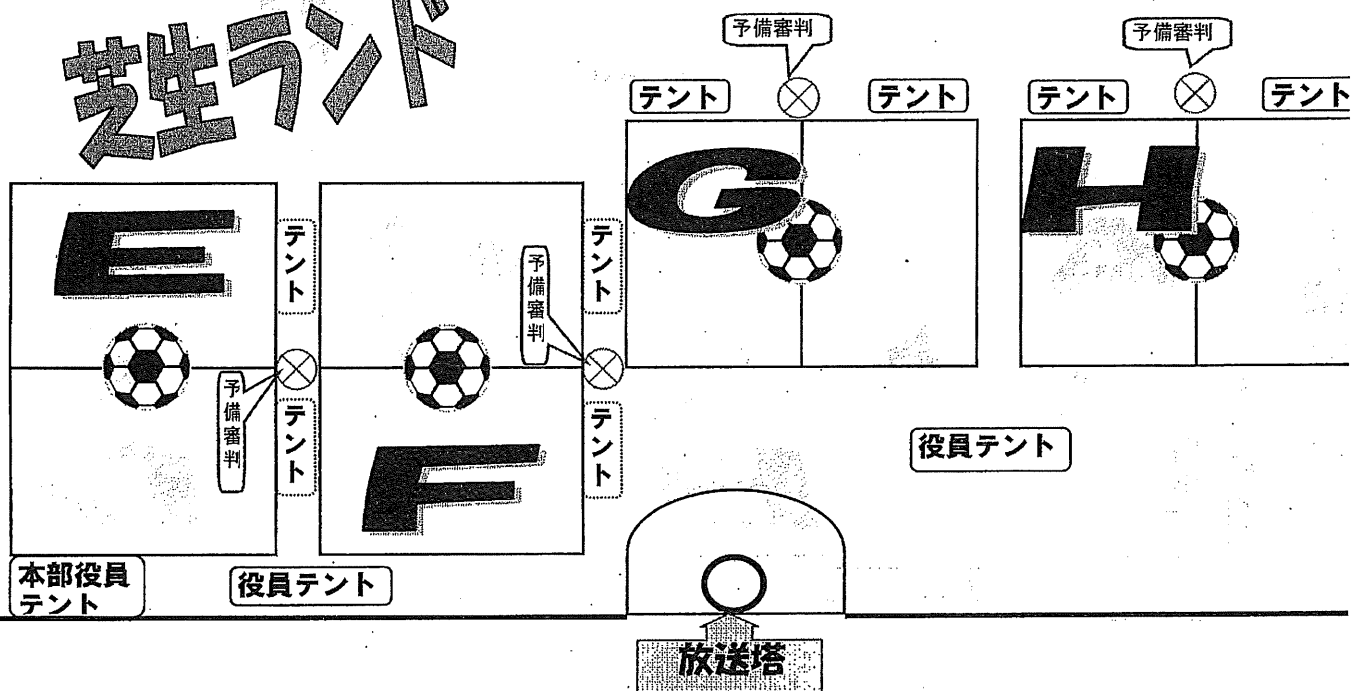 芝生ランド
予備審判
予備審判
テント
テント
テント
テント
G
H
E
テント
予備審判
テント
予備審判
テント
テント
F
役員テント
本部役員
テント
役員テント
放送塔